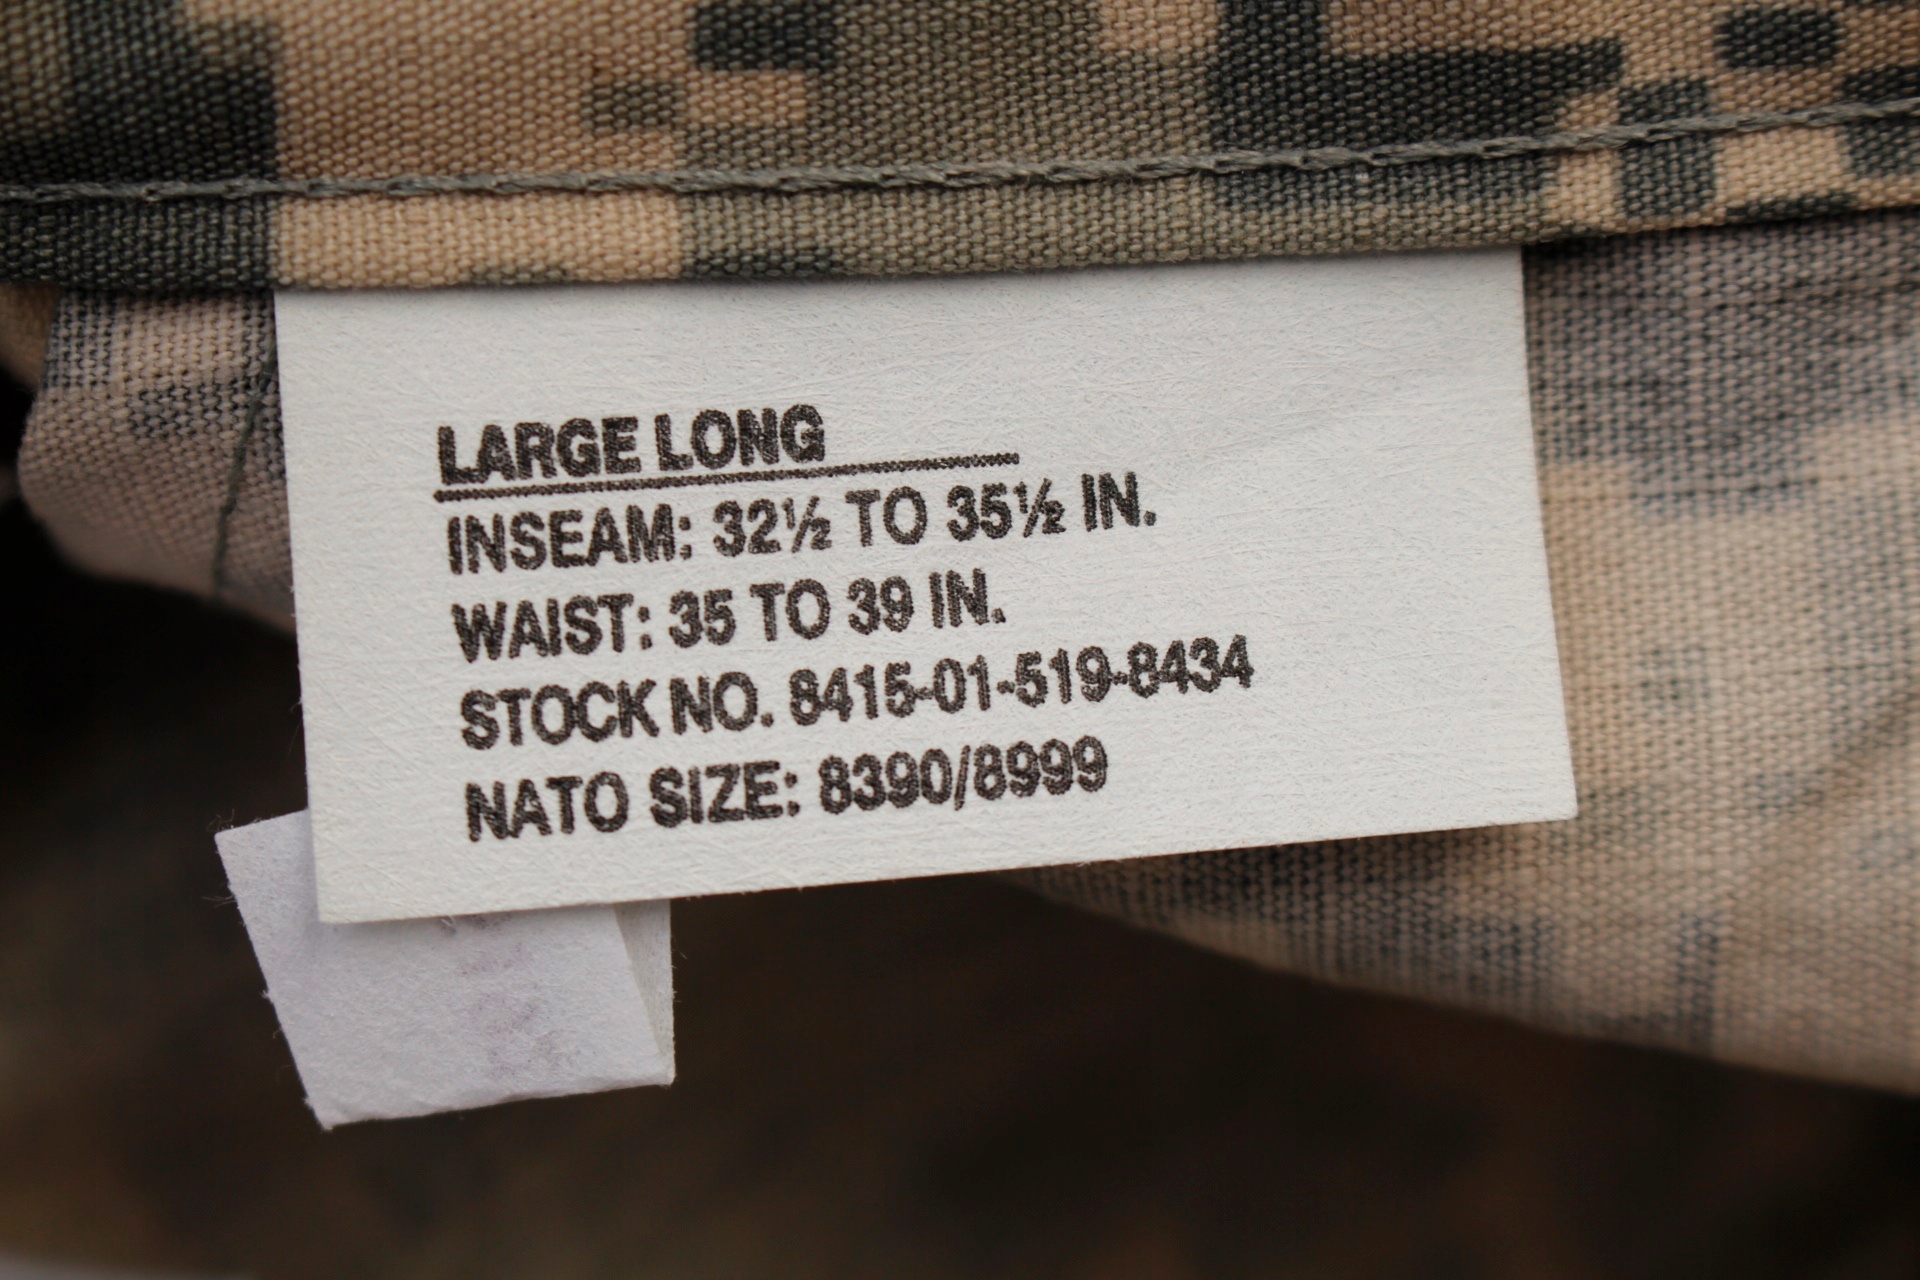 LARGE LONG
INSEAM: 32½ TO 35½ IN.
WAIST: 35 TO 39 IN.
STOCK NO. 8415-01-519-8434
NATO SIZE: 8390/8999